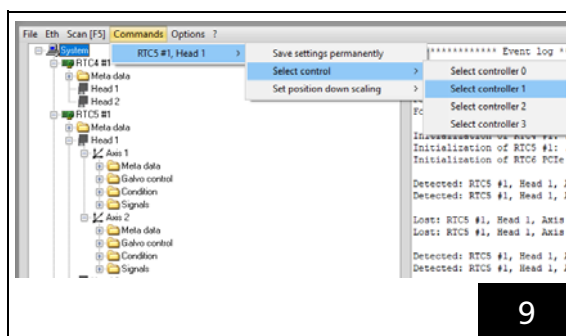 File Eth Scan [F5] Commands Options ?
System
RTC4 #1
Meta data
Head 1
Head 2
RTC5 #1
Meta data
Head 1
Axis 1
Meta data
Galvo control
Condition
Signals
Axis 2
Meta data
Galvo control
Condition
Signals
RTC5 #1, Head 1 >
Save settings permanently
Select control >
Set position down scaling >
Select controller 0
Select controller 1
Select controller 2
Select controller 3
************ Event log *
Initialization of RTC5 #1:
Initialization of RTC6 PCIe
Detected: RTC5 #1, Head 1,
Detected: RTC5 #1, Head 1,
Lost: RTC5 #1, Head 1, Axis
Lost: RTC5 #1, Head 1, Axis
Detected: RTC5 #1, Head 1,
Detected: RTC5 #1, Head 1,
9